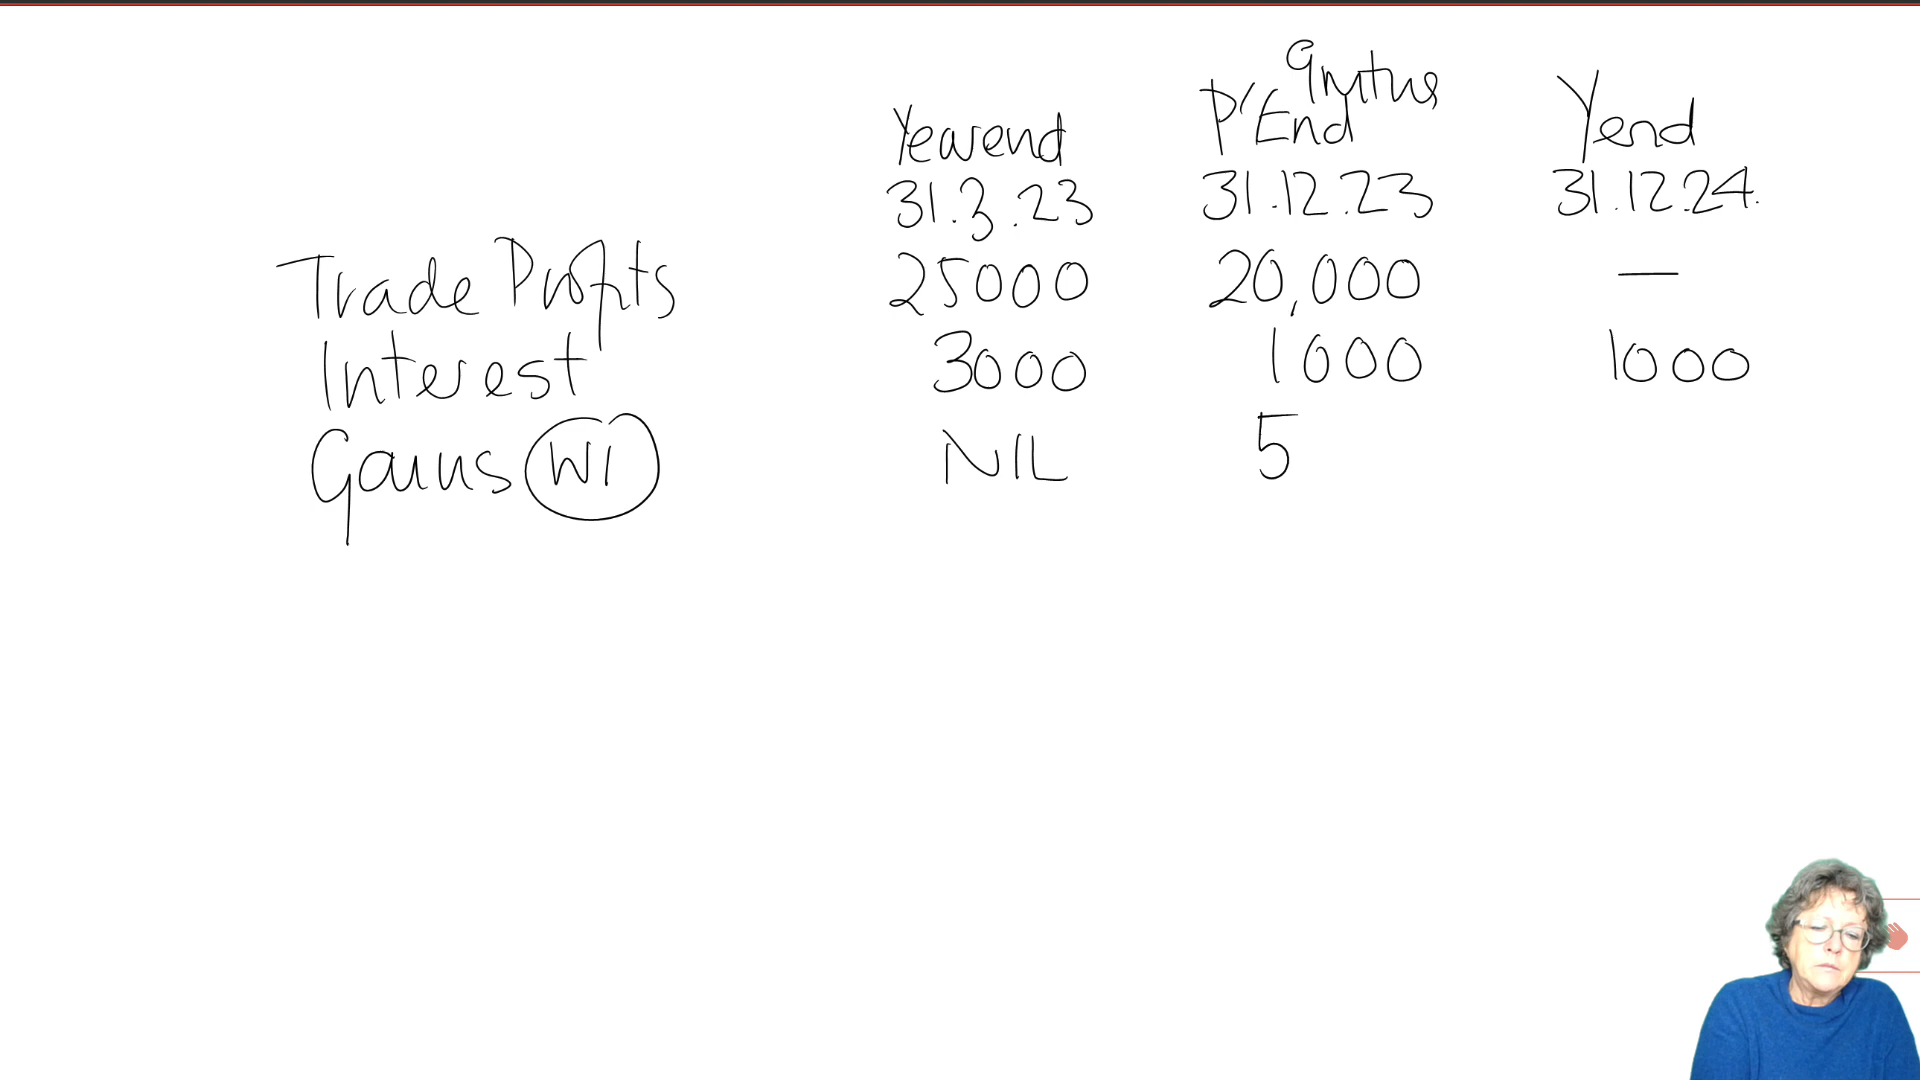 9mths
Yearend P'End Yend
31.3.23 31.12.23 31.12.24.
Trade Profits 25000 20,000 —
Interest 3000 1000 1000
Gains W1 NIL 5